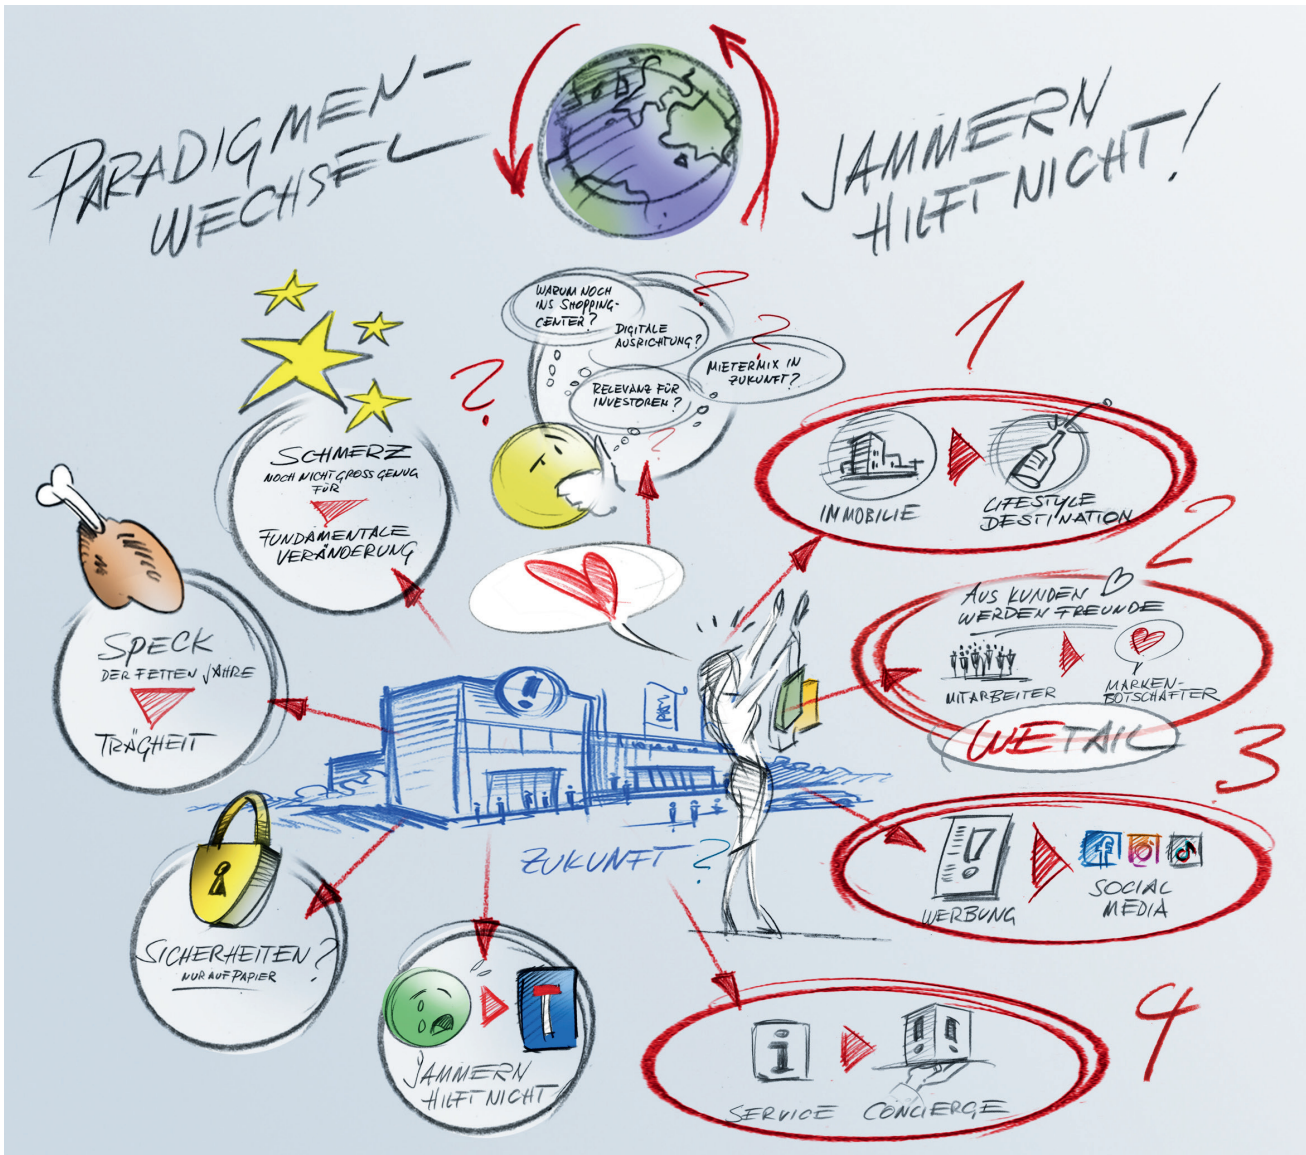 PARADIGMEN-
WECHSEL
JAMMERN
HILFT NICHT!
WARUM NOCH
INS SHOPPING-
CENTER?
DIGITALE
AUSRICHTUNG?
MIETERMIX IN
ZUKUNFT?
RELEVANZ FÜR
INVESTOREN?
?
?
?
?
SCHMERZ
NOCH NICHT GROSS GENUG
FÜR
FUNDAMENTALE
VERÄNDERUNG
SPECK
DER FETTEN JAHRE
TRÄGHEIT
SICHERHEITEN?
NUR AUF PAPIER
JAMMERN
HILFT NICHT!
!
ZUKUNFT?
1
IMMOBILIE
LIFESTYLE
DESTINATION
2
AUS KUNDEN
WERDEN FREUNDE
MITARBEITER
MARKEN-
BOTSCHAFTER
WETAIL
3
!
WERBUNG
f
SOCIAL
MEDIA
4
i
!!
SERVICE
CONCIERGE